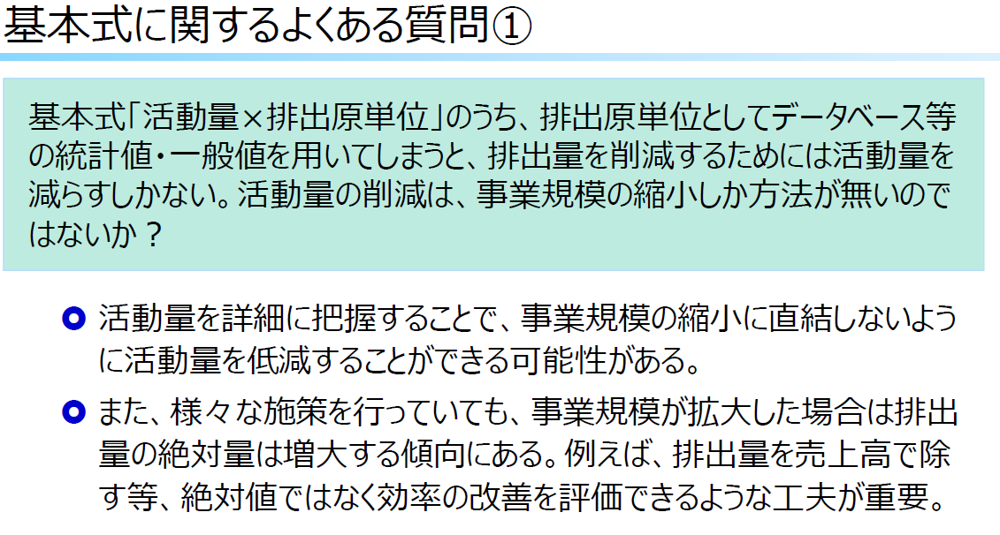 基本式に関するよくある質問①
基本式「活動量×排出原単位」のうち、排出原単位としてデータベース等
の統計値・一般値を用いてしまうと、排出量を削減するためには活動量を
減らすしかない。活動量の削減は、事業規模の縮小しか方法が無いので
はないか？
活動量を詳細に把握することで、事業規模の縮小に直結しないよう
に活動量を低減することができる可能性がある。
また、様々な施策を行っていても、事業規模が拡大した場合は排出
量の絶対量は増大する傾向にある。例えば、排出量を売上高で除
す等、絶対値ではなく効率の改善を評価できるような工夫が重要。